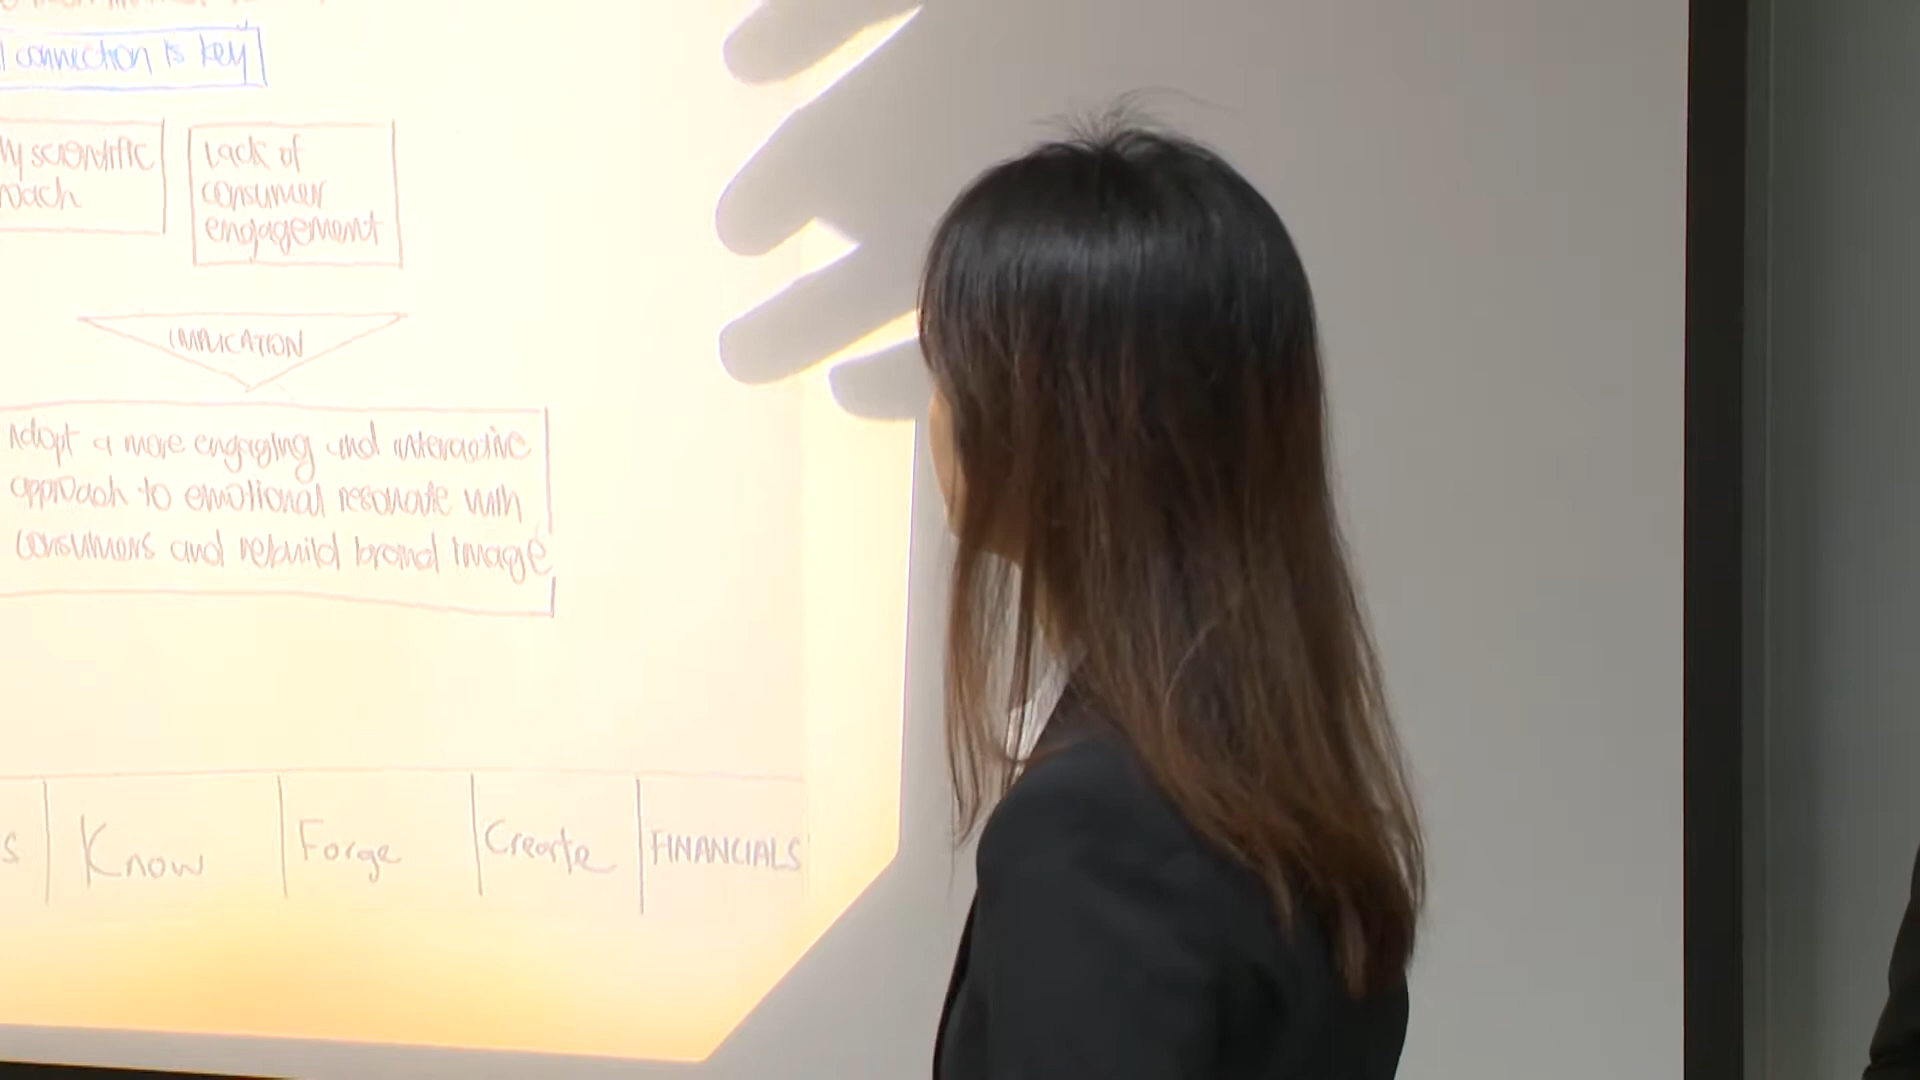 connection is key
scientific
Lack of
consumer
engagement
IMPLICATION
Adopt a more engaging and interactive
approach to emotional resonate with
consumers and rebuild brand image
S
Know
Forge
Create
FINANCIALS